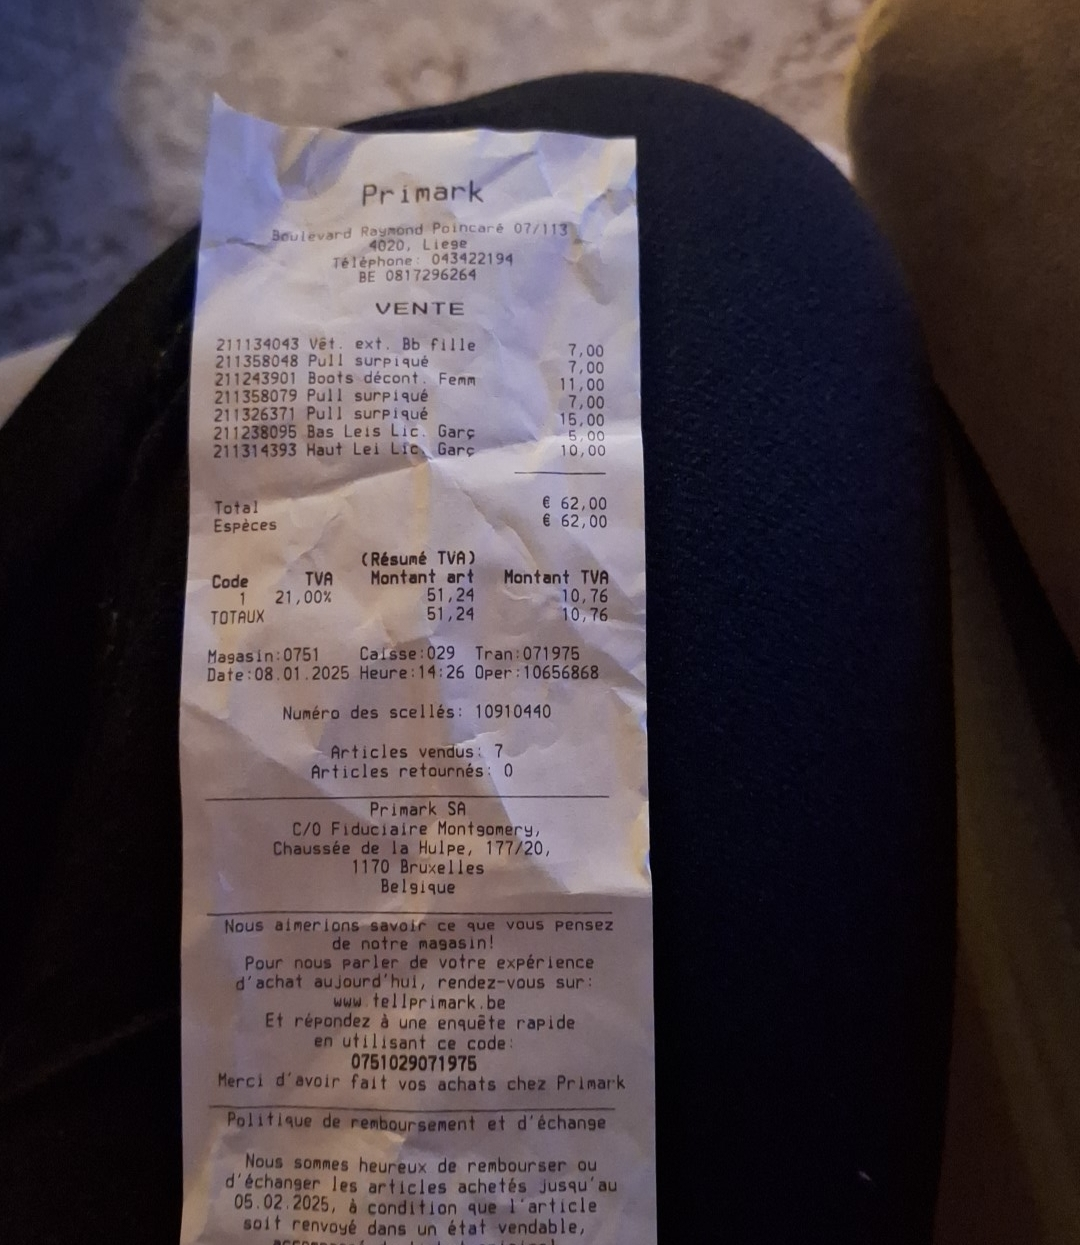 Primark
Boulevard Raymond Poincaré 07/113
4020, Liege
Téléphone: 043422194
BE 0817296264
VENTE
211134043 Vêt. ext. Bb fille 7,00
211358048 Pull surpiqué 7,00
211243901 Boots décont. Femm 11,00
211358079 Pull surpiqué 7,00
211326371 Pull surpiqué 15,00
211238095 Bas Leis Lic. Garç 5,00
211314393 Haut Lei Lic. Garç 10,00
Total € 62,00
Espèces € 62,00
(Résumé TVA)
Code TVA Montant art Montant TVA
1 21,00% 51,24 10,76
TOTAUX 51,24 10,76
Magasin:0751 Caisse:029 Tran:071975
Date:08.01.2025 Heure:14:26 Oper:10656868
Numéro des scellés: 10910440
Articles vendus: 7
Articles retournés: 0
Primark SA
C/O Fiduciaire Montgomery,
Chaussée de la Hulpe, 177/20,
1170 Bruxelles
Belgique
Nous aimerions savoir ce que vous pensez
de notre magasin!
Pour nous parler de votre expérience
d'achat aujourd'hui, rendez-vous sur:
www.tellprimark.be
Et répondez à une enquête rapide
en utilisant ce code:
0751029071975
Merci d'avoir fait vos achats chez Primark
Politique de remboursement et d'échange
Nous sommes heureux de rembourser ou
d'échanger les articles achetés jusqu'au
05.02.2025, à condition que l'article
soit renvoyé dans un état vendable,